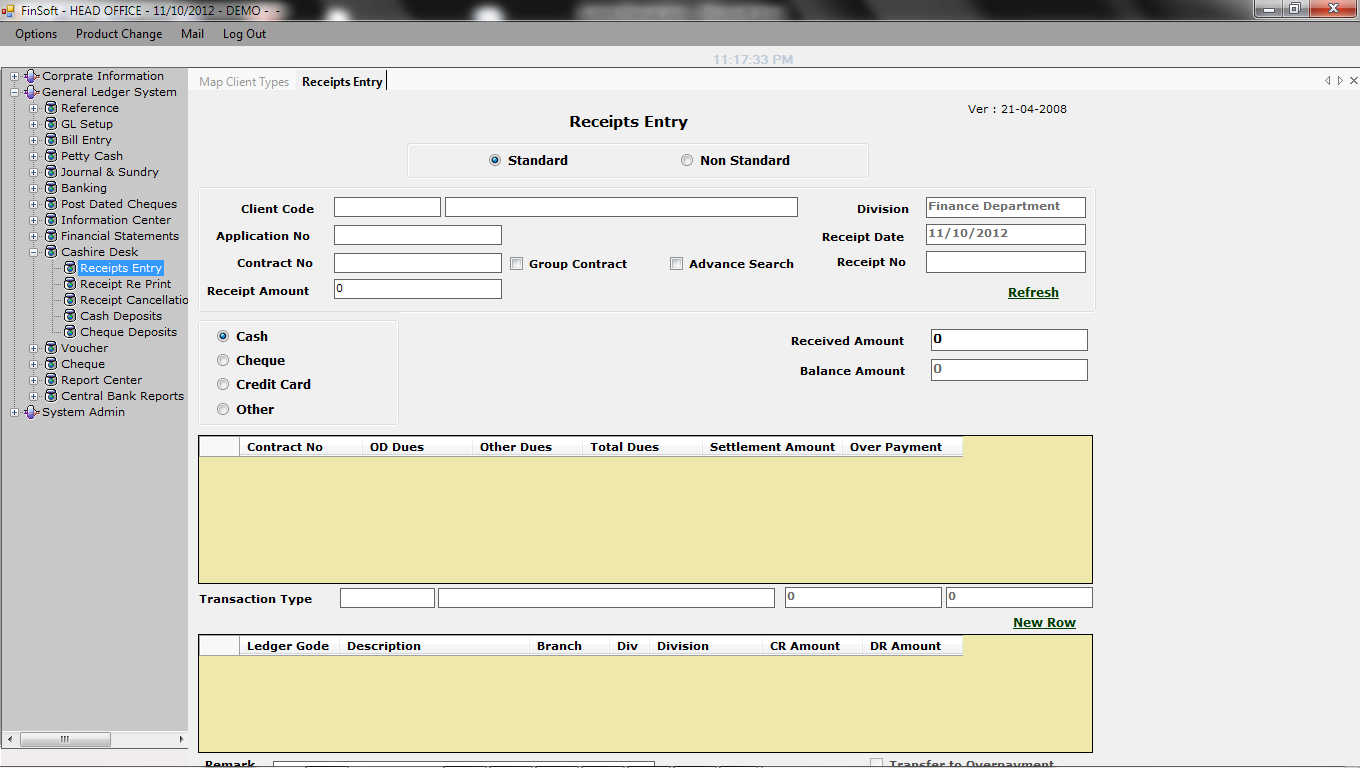 FinSoft - HEAD OFFICE - 11/10/2012 - DEMO - -
Options Product Change Mail Log Out
11:17:33 PM
Corprate Information
General Ledger System
Reference
GL Setup
Bill Entry
Petty Cash
Journal & Sundry
Banking
Post Dated Cheques
Information Center
Financial Statements
Cashire Desk
Receipts Entry
Receipt Re Print
Receipt Cancellatio
Cash Deposits
Cheque Deposits
Voucher
Cheque
Report Center
Central Bank Reports
System Admin
Map Client Types Receipts Entry
Ver : 21-04-2008
Receipts Entry
Standard Non Standard
Client Code Division Finance Department
Application No Receipt Date 11/10/2012
Contract No Group Contract Advance Search Receipt No
Receipt Amount 0 Refresh
Cash
Cheque
Credit Card
Other
Received Amount 0
Balance Amount 0
Contract No OD Dues Other Dues Total Dues Settlement Amount Over Payment
Transaction Type 0 0
New Row
Ledger Gode Description Branch Div Division CR Amount DR Amount
Remark Transfer to Overpayment